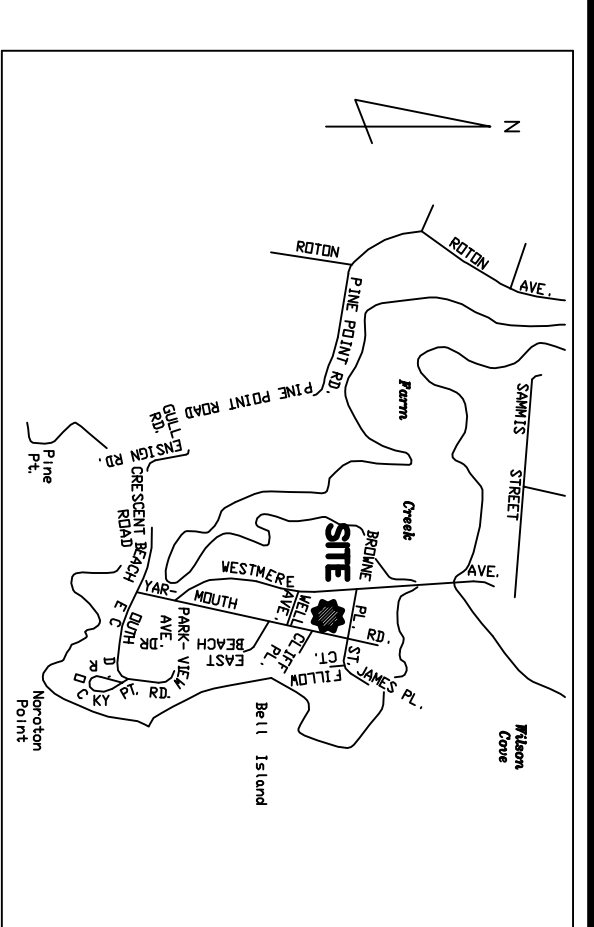 N
ROTON
ROTON
AVE.
PINE POINT RD.
SAMMIS
STREET
Farm
PINE POINT ROAD
GULL
RD.
ENSIGN RD.
Pine
Pt.
CRESCENT BEACH
ROAD
Creek
SITE
BROWNE
PL.
AVE.
WESTMERE
AVE.
YAR-
MOUTH
RD.
WELL
CLIFF
PL.
ST. JAMES PL.
FILLOW
CT.
EAST
BEACH
PARK-VIEW
AVE.
DR.
OUTH
E C
D
R
O C KY PT. RD.
Bell Island
Wilson
Cove
Noroton
Point